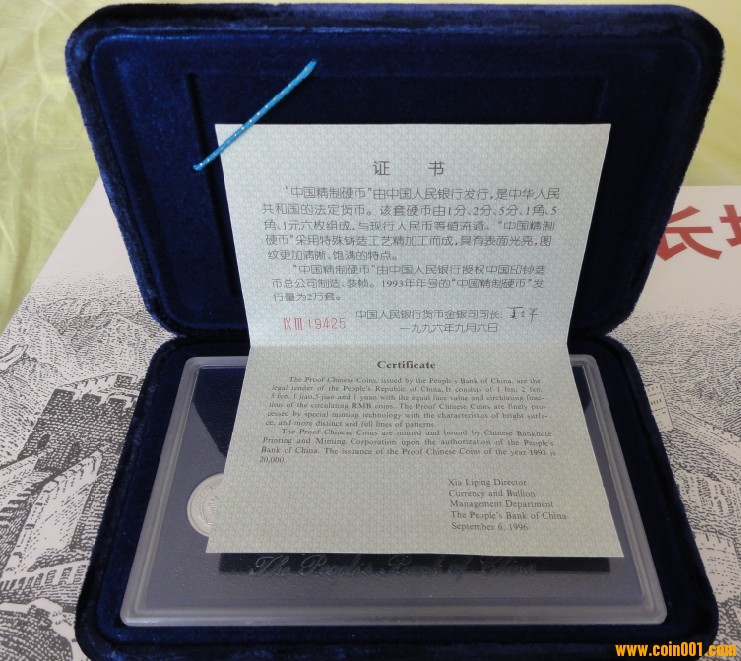 证 书
“中国精制硬币”由中国人民银行发行，是中华人民
共和国的法定货币。该套硬币由1分、2分、5分、1角、5
角、1元六枚组成。与现行人民币等值流通。“中国精制
硬币”采用特殊铸造工艺精加工而成，具有表面光亮，图
纹更加清晰、饱满的特点。
“中国精制硬币”由中国人民银行授权中国印钞造
币总公司制造、装帧。1993年年号的“中国精制硬币”发
行量为2万套。
中国人民银行货币金银司司长：
一九九六年九月六日
19425
Certificate
The Proof Chinese Coins, issued by the People's Bank of China, are the
legal tender of the People's Republic of China. It consists of 1 fen, 2 fen,
5 fen, 1 jiao, 5 jiao and 1 yuan with the equal face value and circulating func-
tion of the circulating RMB coins. The Proof Chinese Coins are finely pro-
cessed by special minting technology with the characteristics of bright surfa-
ce, and more distinct and full lines of patterns.
The Proof Chinese Coins are minted and bound by Chinese Banknote
Printing and Minting Corporation upon the authorization of the People's
Bank of China. The issuance of the Proof Chinese Coins of the year 1993 is
20,000.
Xia Liping Director
Currency and Bullion
Management Department
The People's Bank of China
September 6, 1996
The People's Bank of China
长
www.coin001.com